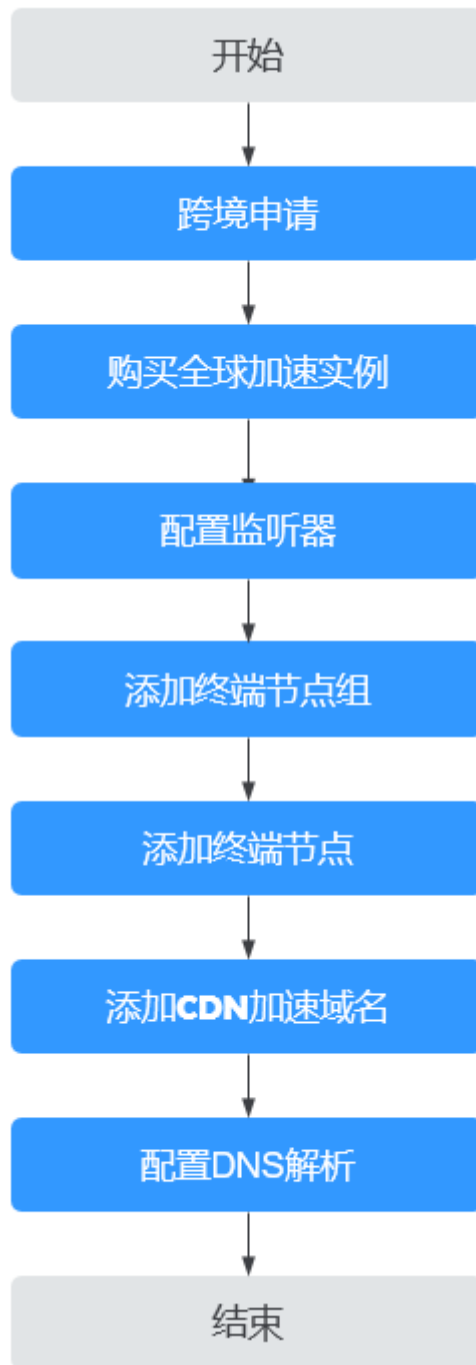 开始
跨境申请
购买全球加速实例
配置监听器
添加终端节点组
添加终端节点
添加CDN加速域名
配置DNS解析
结束